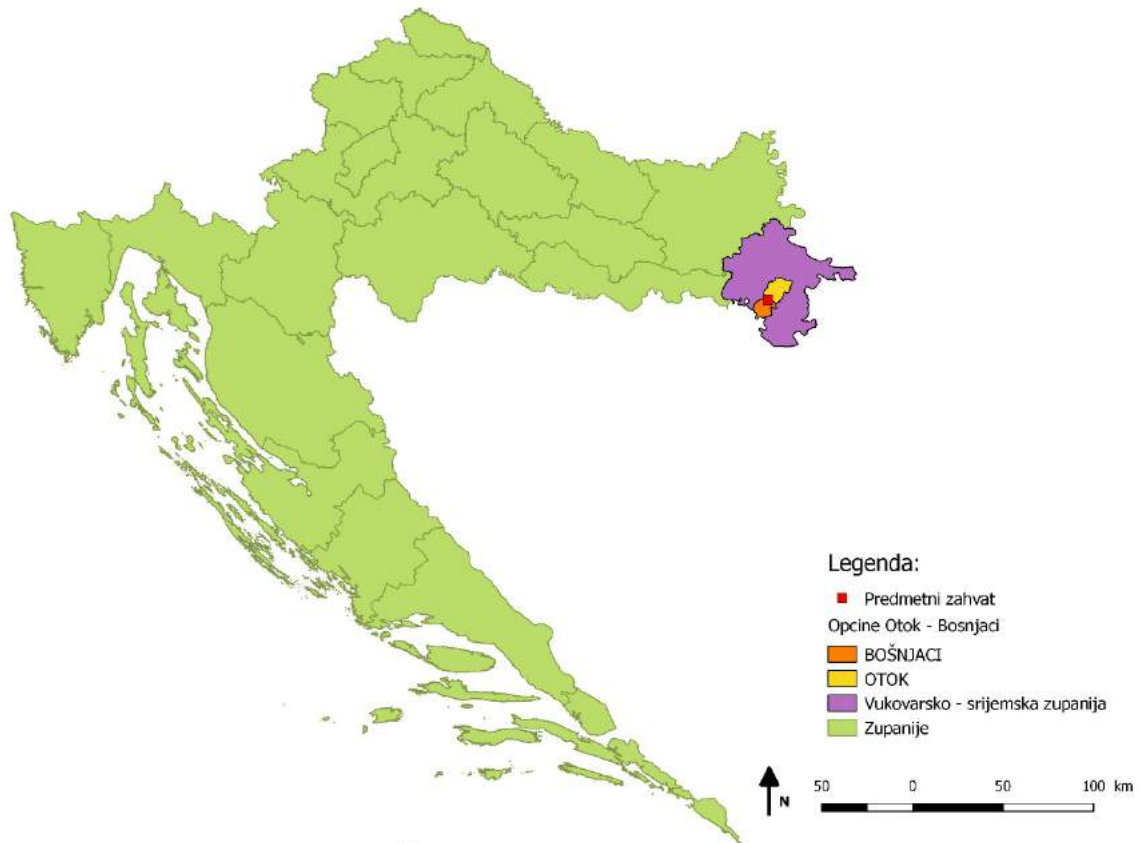 Legenda:
Predmetni zahvat
Opcine Otok - Bosnjaci
BOŠNJACI
OTOK
Vukovarsko - srijemska zupanija
Zupanije
N
50 0 50 100 km